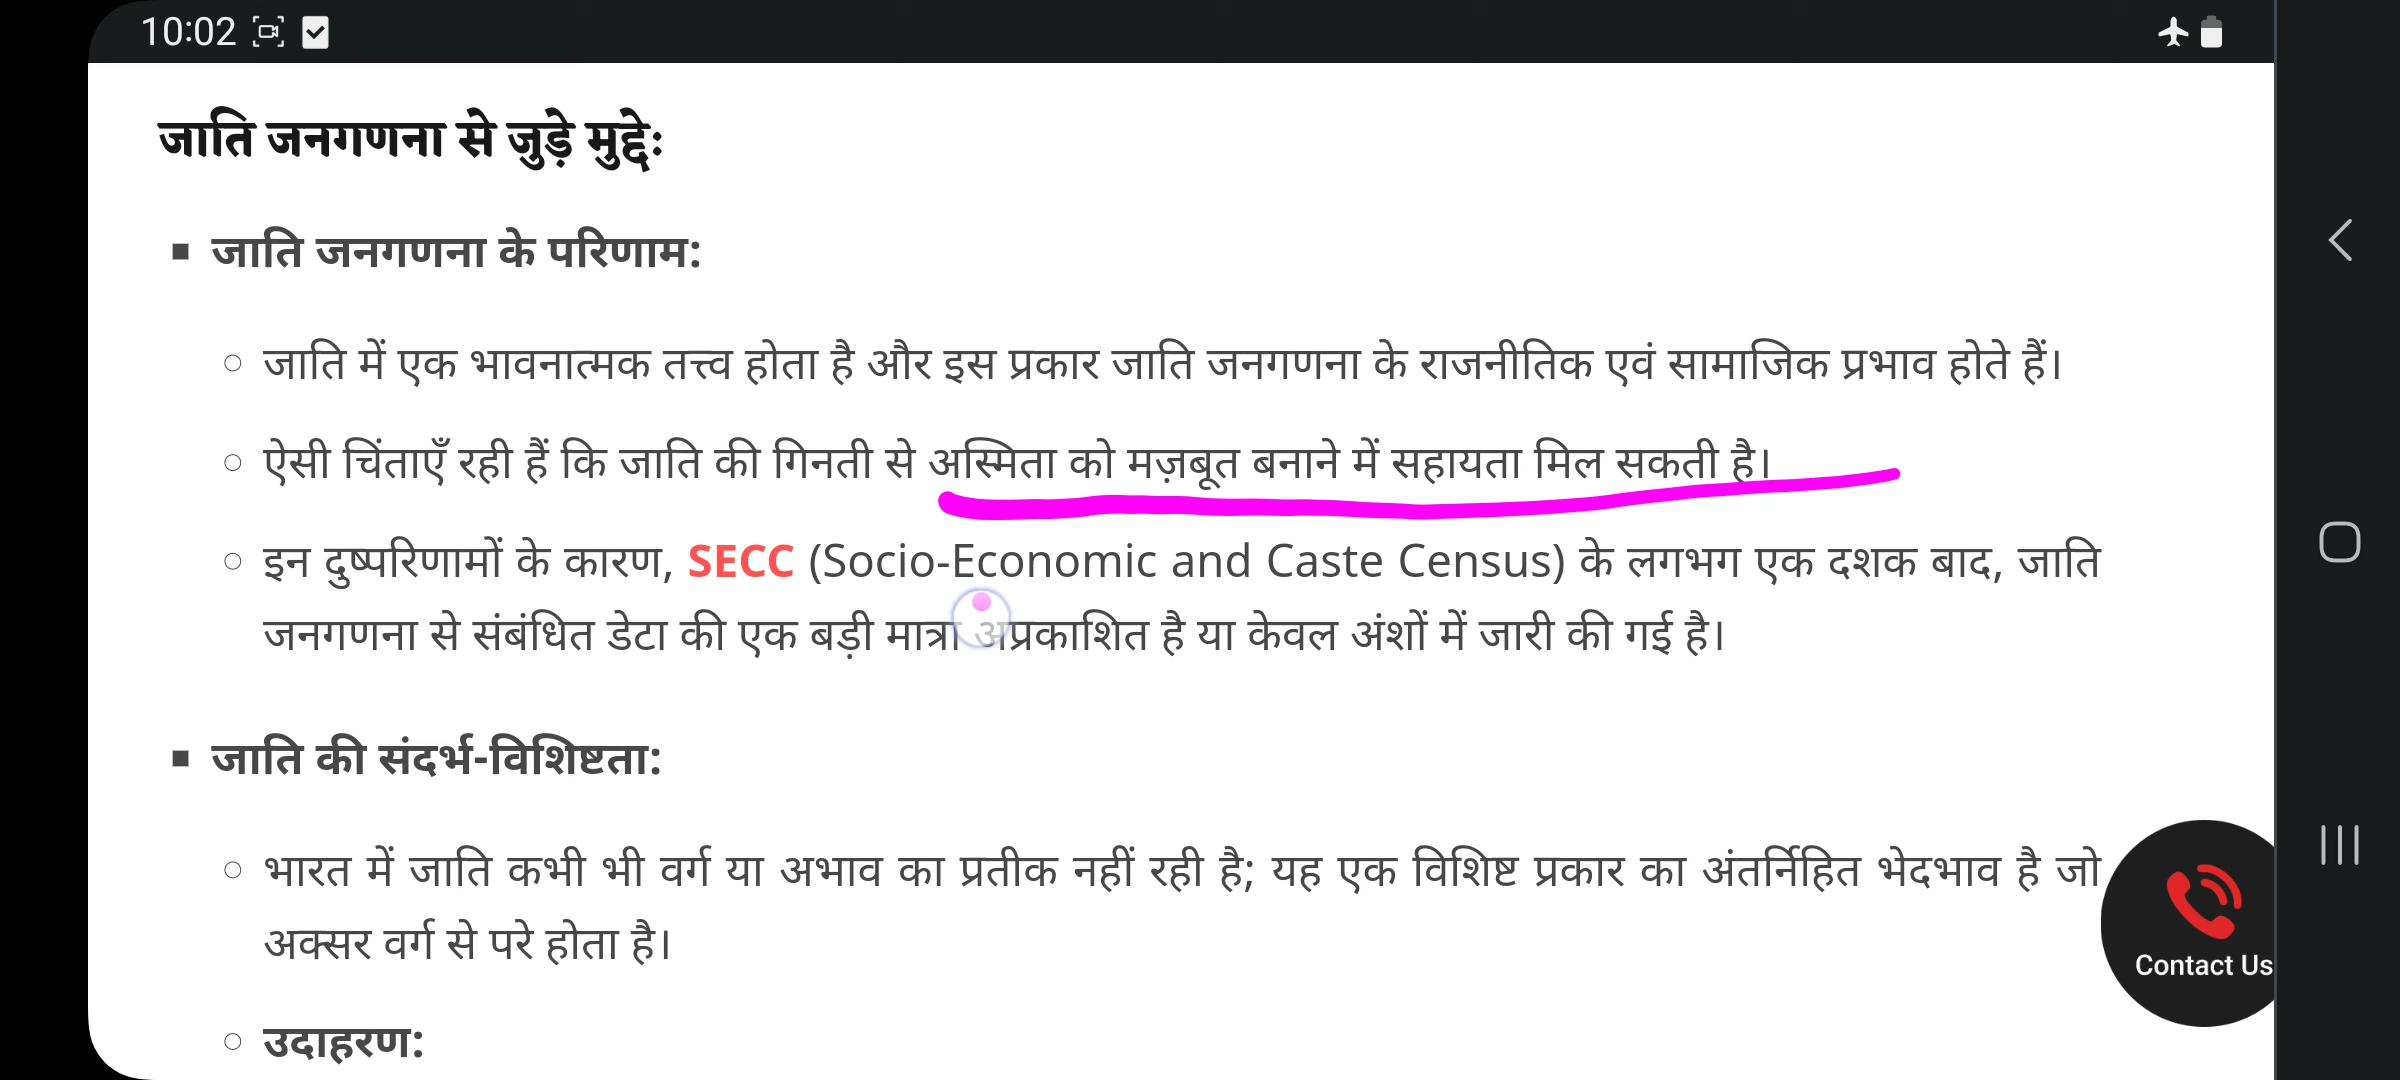 10:02
जाति जनगणना से जुड़े मुद्दे:
जाति जनगणना के परिणाम:
जाति में एक भावनात्मक तत्त्व होता है और इस प्रकार जाति जनगणना के राजनीतिक एवं सामाजिक प्रभाव होते हैं।
ऐसी चिंताएँ रही हैं कि जाति की गिनती से अस्मिता को मज़बूत बनाने में सहायता मिल सकती है।
इन दुष्परिणामों के कारण, SECC (Socio-Economic and Caste Census) के लगभग एक दशक बाद, जाति
जनगणना से संबंधित डेटा की एक बड़ी मात्रा अप्रकाशित है या केवल अंशों में जारी की गई है।
जाति की संदर्भ-विशिष्टता:
भारत में जाति कभी भी वर्ग या अभाव का प्रतीक नहीं रही है; यह एक विशिष्ट प्रकार का अंतर्निहित भेदभाव है जो
अक्सर वर्ग से परे होता है।
उदाहरण:
Contact Us